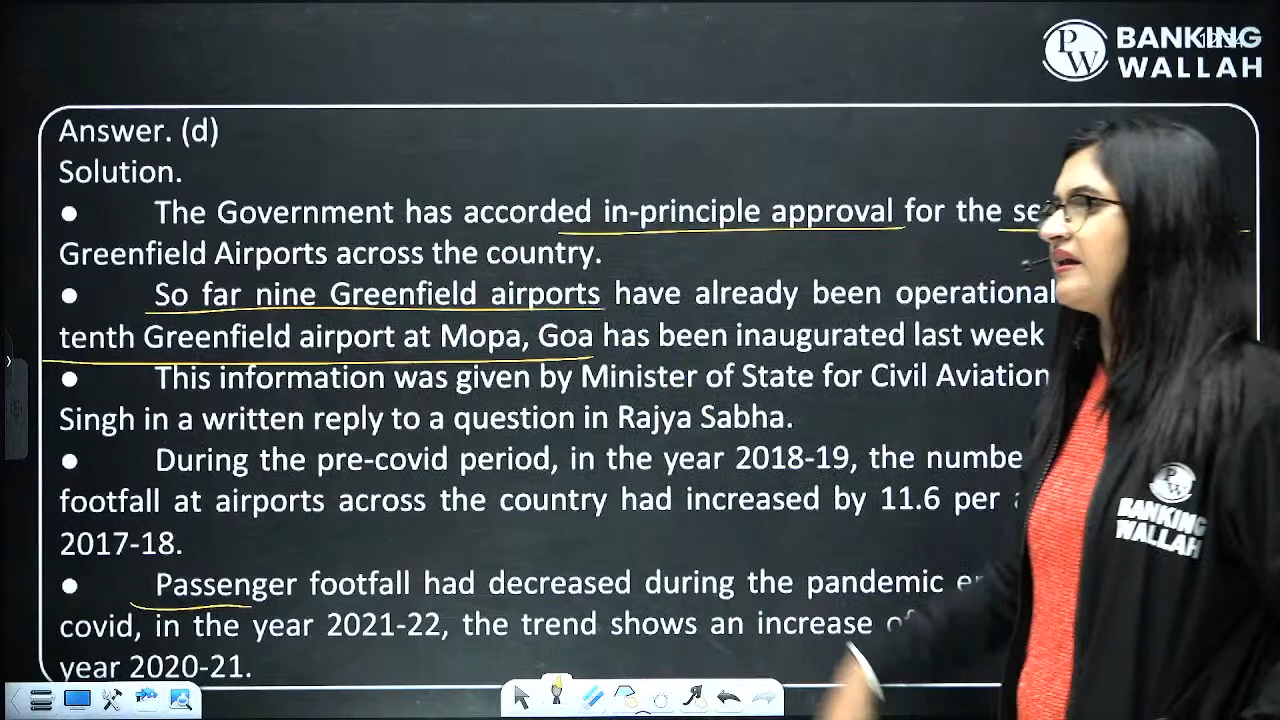 BANKING
WALLAH
Answer. (d)
Solution.
● The Government has accorded in-principle approval for the
Greenfield Airports across the country.
● So far nine Greenfield airports have already been operational
tenth Greenfield airport at Mopa, Goa has been inaugurated last week
● This information was given by Minister of State for Civil Aviation
Singh in a written reply to a question in Rajya Sabha.
● During the pre-covid period, in the year 2018-19, the
footfall at airports across the country had increased by 11.6 per
2017-18.
● Passenger footfall had decreased during the pandemic
covid, in the year 2021-22, the trend shows an increase
year 2020-21.
PW
BANKING
WALLAH